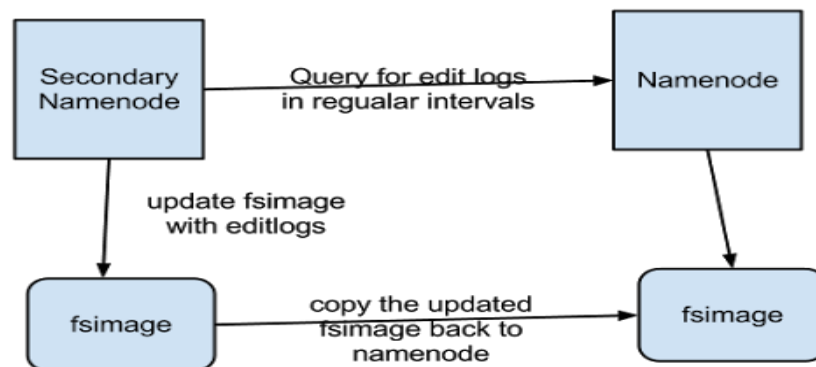 Secondary
Namenode
Query for edit logs
in regualar intervals
Namenode
update fsimage
with editlogs
fsimage
copy the updated
fsimage back to
namenode
fsimage